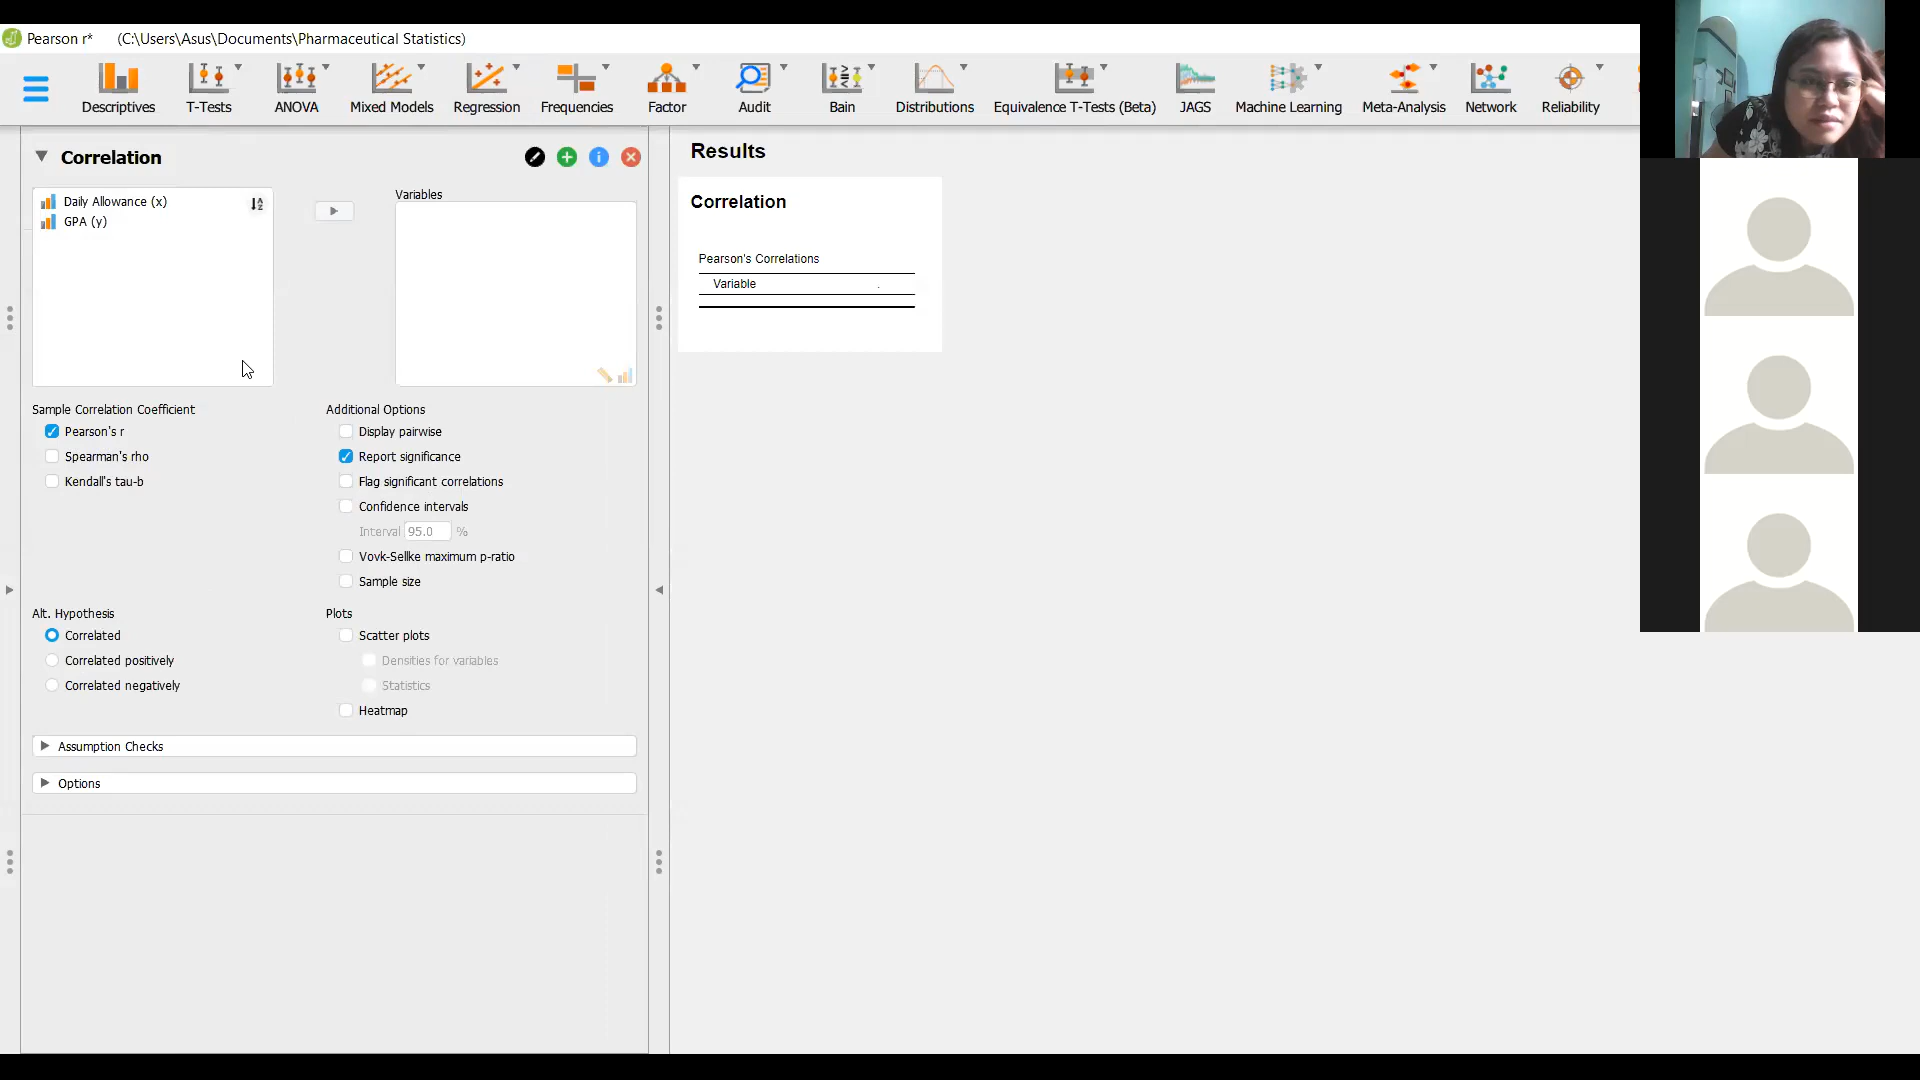 Pearson r* (C:\Users\Asus\Documents\Pharmaceutical Statistics)
Descriptives T-Tests ANOVA Mixed Models Regression Frequencies Factor Audit Bain Distributions Equivalence T-Tests (Beta) JAGS Machine Learning Meta-Analysis Network Reliability
Correlation
Daily Allowance (x)
GPA (y)
Variables
Sample Correlation Coefficient
Pearson's r
Spearman's rho
Kendall's tau-b
Additional Options
Display pairwise
Report significance
Flag significant correlations
Confidence intervals
Interval 95.0 %
Vovk-Sellke maximum p-ratio
Sample size
Alt. Hypothesis
Correlated
Correlated positively
Correlated negatively
Plots
Scatter plots
Densities for variables
Statistics
Heatmap
Assumption Checks
Options
Results
Correlation
Pearson's Correlations
Variable .